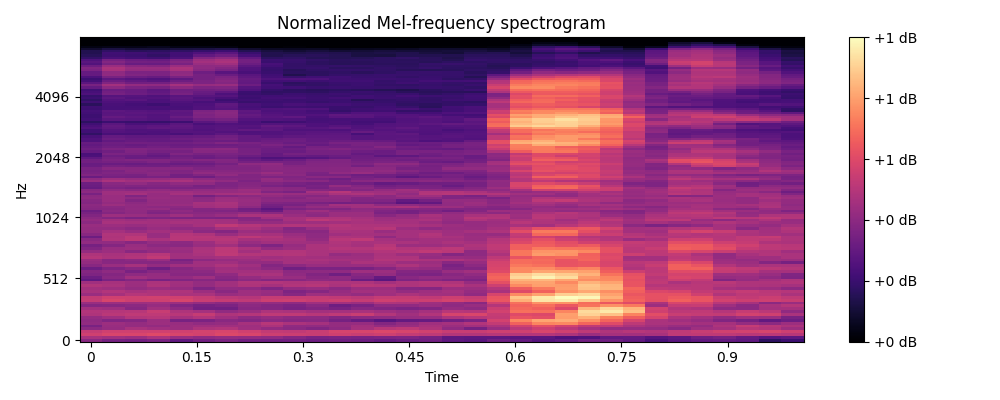 Normalized Mel-frequency spectrogram
Hz
4096
2048
1024
512
0
0 0.15 0.3 0.45 0.6 0.75 0.9
Time
+1 dB
+1 dB
+1 dB
+0 dB
+0 dB
+0 dB